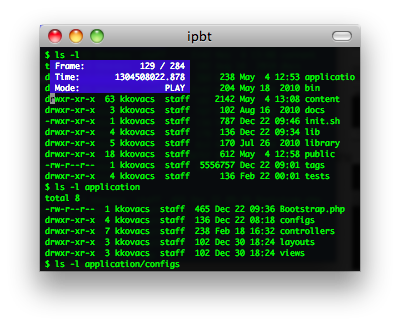 ipbt
$ ls -l
t
Frame: 129 / 284
Time: 1304508022.878 238 May 4 12:53 applicatio
Mode: PLAY 204 May 18 2010 bin
drwxr-xr-x 63 kkovacs staff 2142 May 4 13:08 content
drwxr-xr-x 3 kkovacs staff 102 Aug 16 2010 docs
-rwxr-xr-x 1 kkovacs staff 787 Dec 22 09:46 init.sh
drwxr-xr-x 4 kkovacs staff 136 Dec 22 09:34 lib
drwxr-xr-x 5 kkovacs staff 170 Jul 26 2010 library
drwxr-xr-x 18 kkovacs staff 612 May 4 12:58 public
-rw-r--r-- 1 kkovacs staff 5556757 Dec 22 09:01 tags
drwxr-xr-x 4 kkovacs staff 136 Feb 22 00:01 tests
$ ls -l application
total 8
-rw-r--r-- 1 kkovacs staff 465 Dec 22 09:36 Bootstrap.php
drwxr-xr-x 4 kkovacs staff 136 Dec 22 08:18 configs
drwxr-xr-x 7 kkovacs staff 238 Feb 18 16:32 controllers
drwxr-xr-x 3 kkovacs staff 102 Dec 30 18:24 layouts
drwxr-xr-x 3 kkovacs staff 102 Dec 30 18:24 views
$ ls -l application/configs